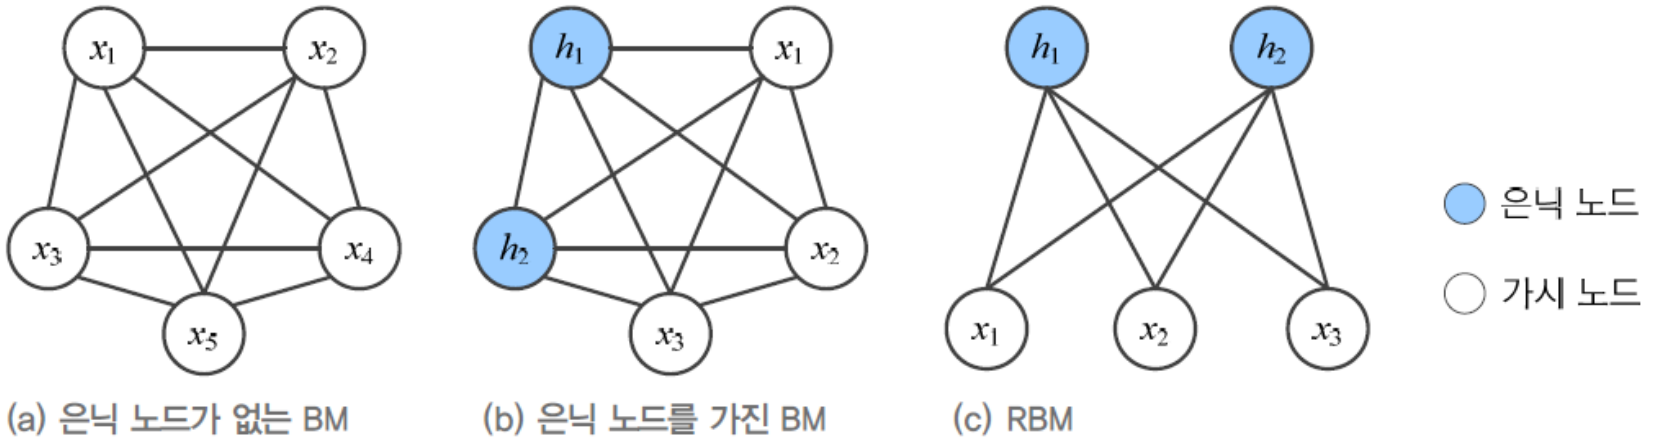 x₁ x₂ h₁ x₁ h₁ h₂
은닉 노드
x₃ x₄ h₂ x₂
가시 노드
x₅ x₃ x₁ x₂ x₃
(a) 은닉 노드가 없는 BM (b) 은닉 노드를 가진 BM (c) RBM